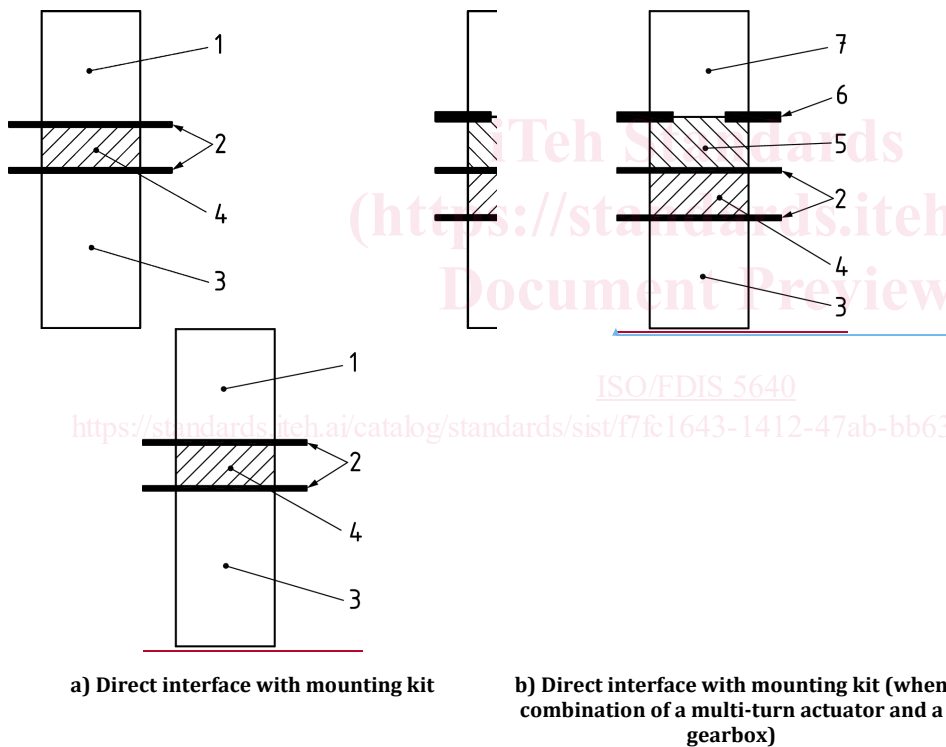 1
2
4
3
7
6
5
2
4
3
iTeh Standards
(https://standards.iteh
Document Preview
1
2
4
3
ISO/FDIS 5640
https://standards.iteh.ai/catalog/standards/sist/f7fc1643-1412-47ab-bb63
a) Direct interface with mounting kit
b) Direct interface with mounting kit (when
combination of a multi-turn actuator and a
gearbox)